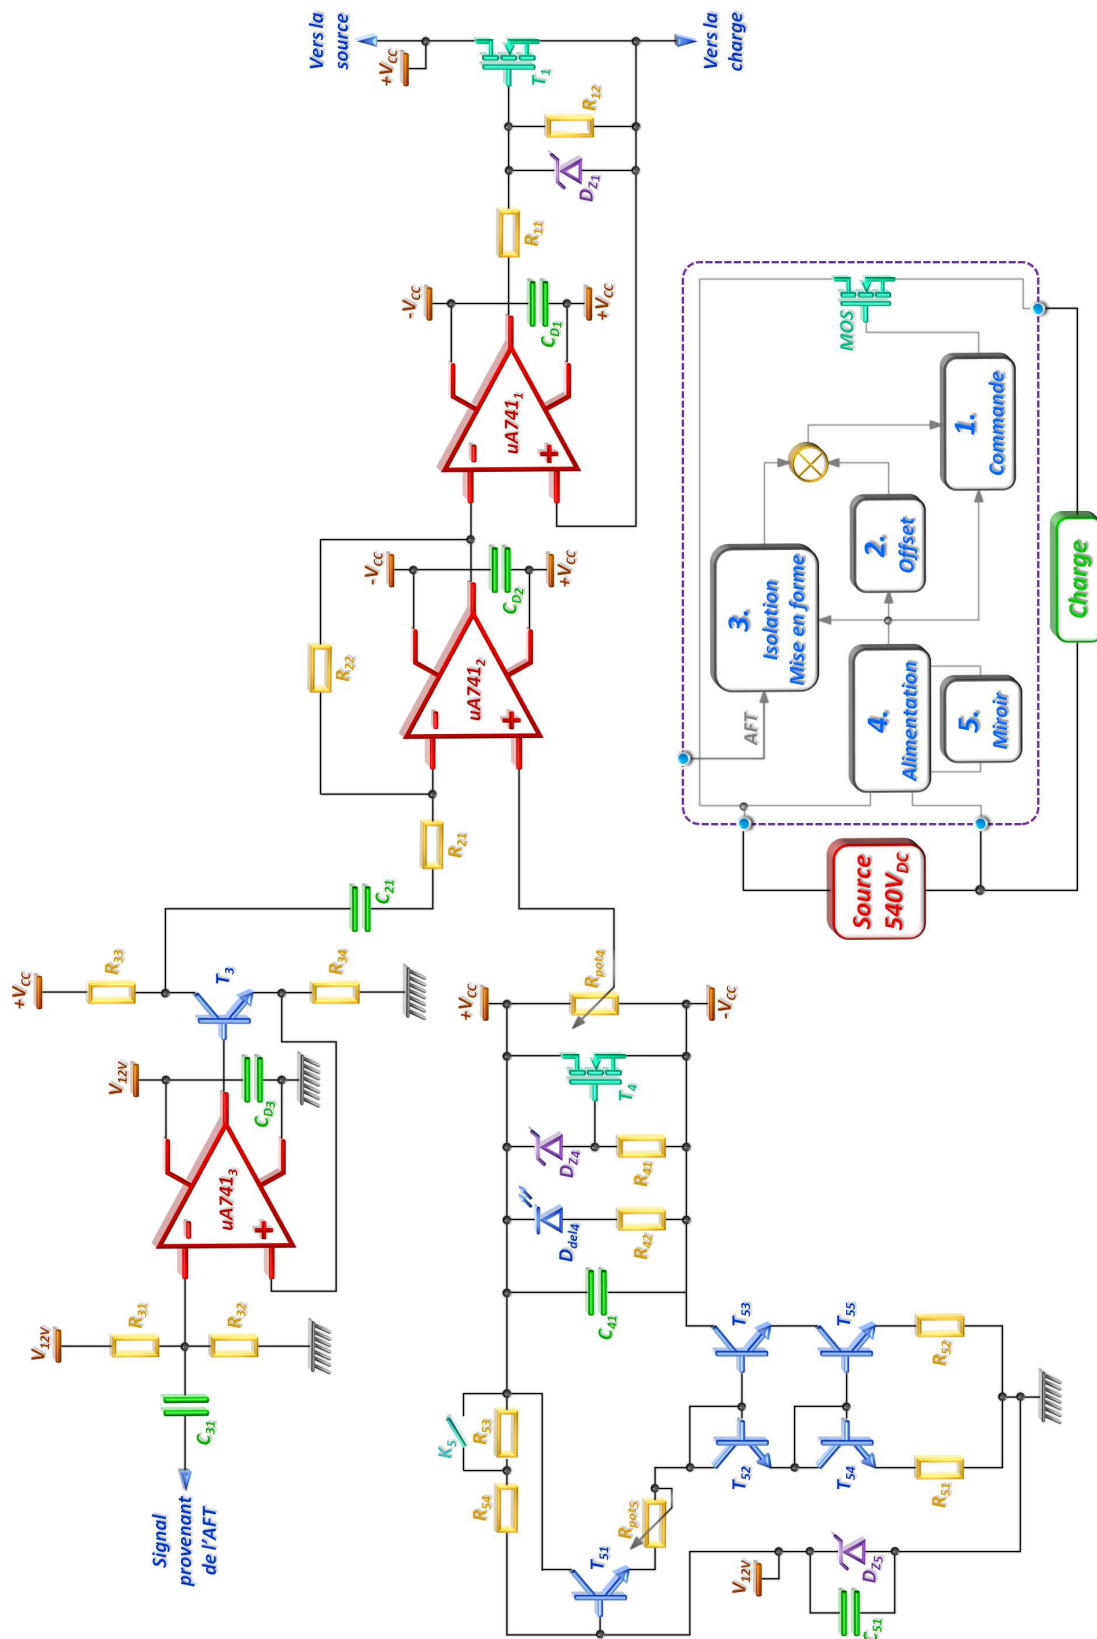 Signal
provenant
de l'AFT
C31
V12V
R31
R32
uA7413
-
+
V12V
CD3
+VCC
R33
T3
R34
C21
R21
R22
uA7412
-
+
-VCC
CD2
+VCC
uA7411
-
+
-VCC
CD1
+VCC
R11
DZ1
R12
T1
+VCC
Vers la
source
Vers la
charge
K5
R54
R53
T51
Rpot5
V12V
C51
DZ5
T52
T53
T54
T55
R51
R52
C41
Ddel4
R42
DZ4
R41
T4
+VCC
Rpot4
-VCC
Source
540VDC
AFT
3.
Isolation
Mise en forme
4.
Alimentation
5.
Miroir
2.
Offset
1.
Commande
MOS
Charge